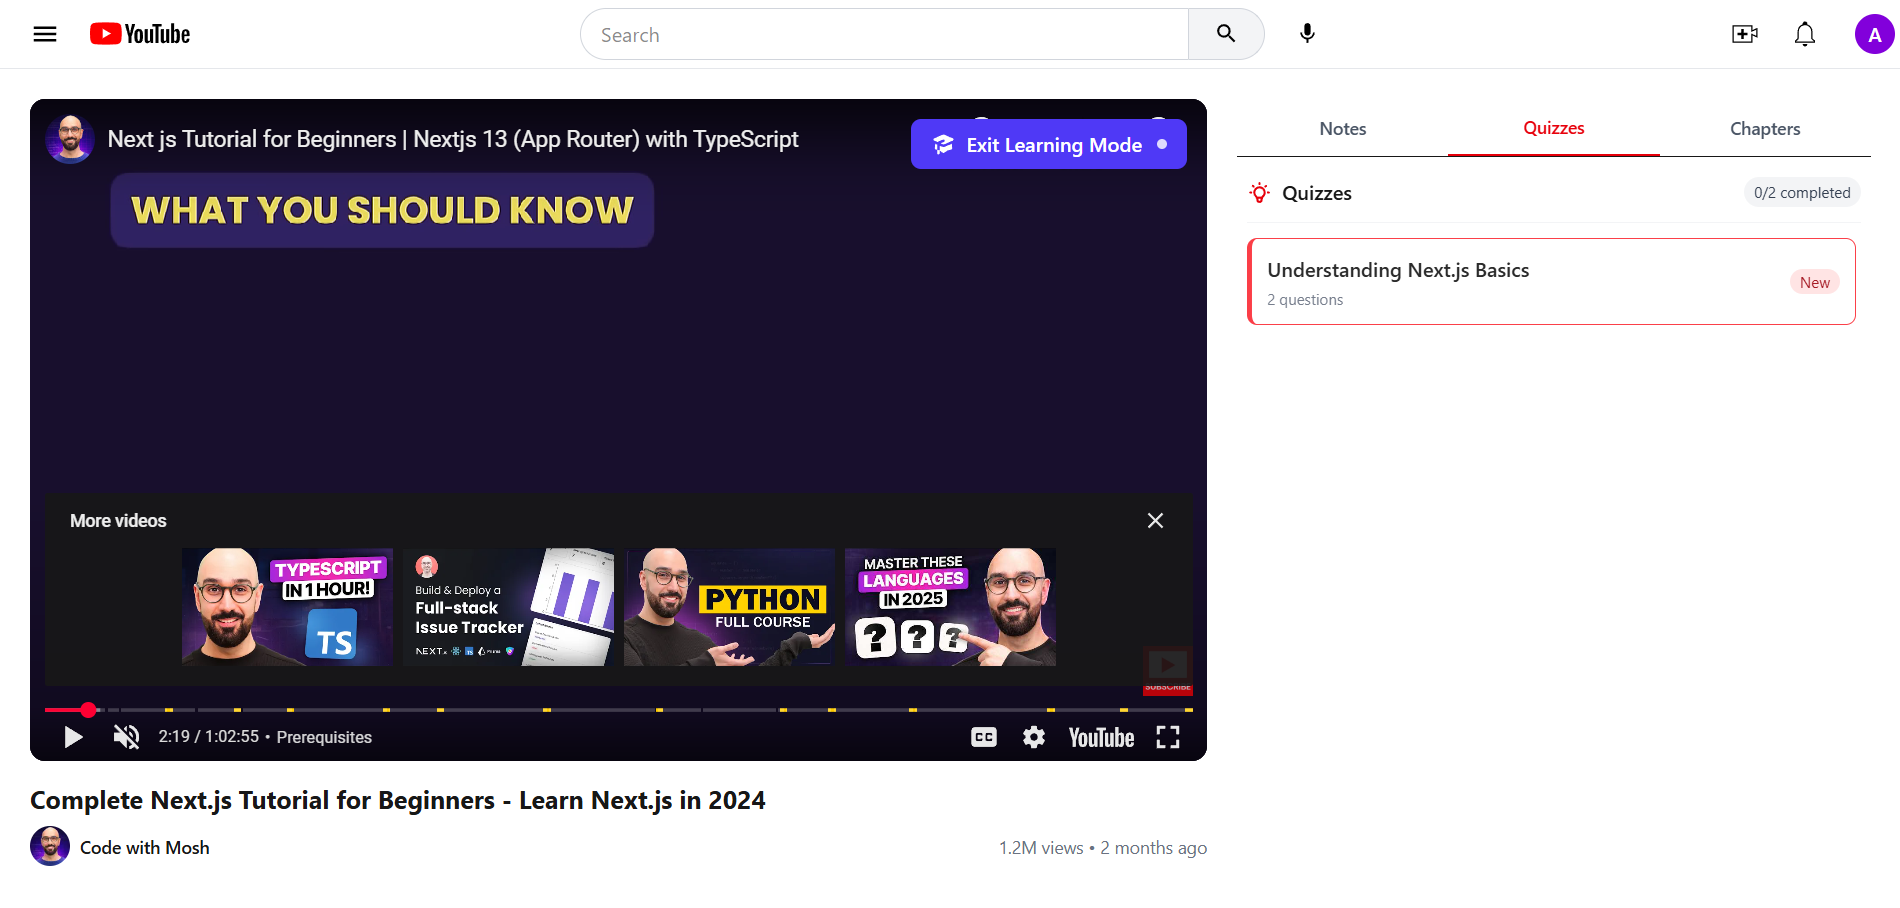 YouTube
Search
A
Next js Tutorial for Beginners | Nextjs 13 (App Router) with TypeScript
Exit Learning Mode
WHAT YOU SHOULD KNOW
More videos
TYPESCRIPT
IN 1 HOUR!
TS
Build & Deploy a
Full-stack
Issue Tracker
NEXT.js
PYTHON
FULL COURSE
MASTER THESE
LANGUAGES
IN 2025
? ? ?
SUBSCRIBE
2:19 / 1:02:55 • Prerequisites
CC
YouTube
Complete Next.js Tutorial for Beginners - Learn Next.js in 2024
Code with Mosh
1.2M views • 2 months ago
Notes
Quizzes
Chapters
Quizzes
0/2 completed
Understanding Next.js Basics
2 questions
New